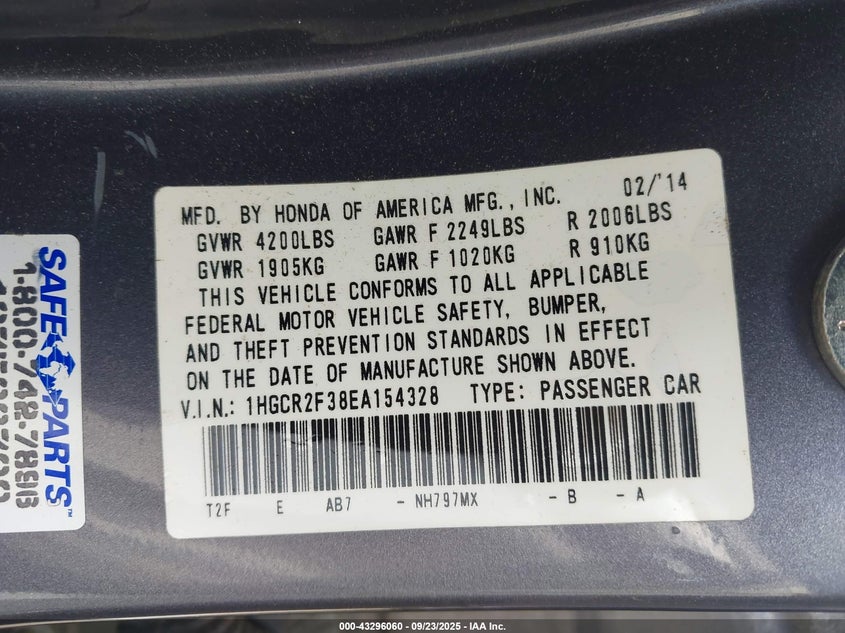 MFD. BY HONDA OF AMERICA MFG., INC. 02/'14
GVWR 4200LBS GAWR F 2249LBS R 2006LBS
GVWR 1905KG GAWR F 1020KG R 910KG
THIS VEHICLE CONFORMS TO ALL APPLICABLE
FEDERAL MOTOR VEHICLE SAFETY, BUMPER,
AND THEFT PREVENTION STANDARDS IN EFFECT
ON THE DATE OF MANUFACTURE SHOWN ABOVE.
V.I.N.: 1HGCR2F38EA154328 TYPE: PASSENGER CAR
T2F E AB7 - NH797MX - B - A
SAFE PARTS™
1-800-742-7898
000-43296060 - 09/23/2025 - IAA Inc.